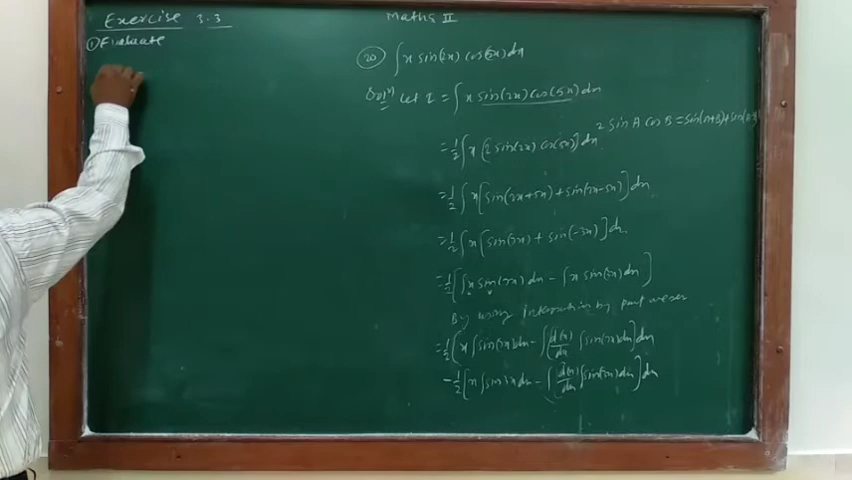 Exercise 3.3
Maths II
① Evaluate
⑳ ∫ x sin(2x) cos(5x) dx
Sol^n) Let I = ∫ x sin(2x) cos(5x) dx
2 sin A cos B = sin(A+B) + sin(A-B)
= 1/2 ∫ x [2 sin(2x) cos(5x)] dx
= 1/2 ∫ x [sin(2x+5x) + sin(2x-5x)] dx
= 1/2 ∫ x [sin(7x) + sin(-3x)] dx
= 1/2 [∫ x sin(7x) dx - ∫ x sin(3x) dx]
By using integration by part we get
= 1/2 [x ∫ sin(7x) dx - ∫ [d(x)/dx ∫ sin(7x) dx] dx
- 1/2 [x ∫ sin 3x dx - ∫ [d(x)/dx ∫ sin(3x) dx] dx